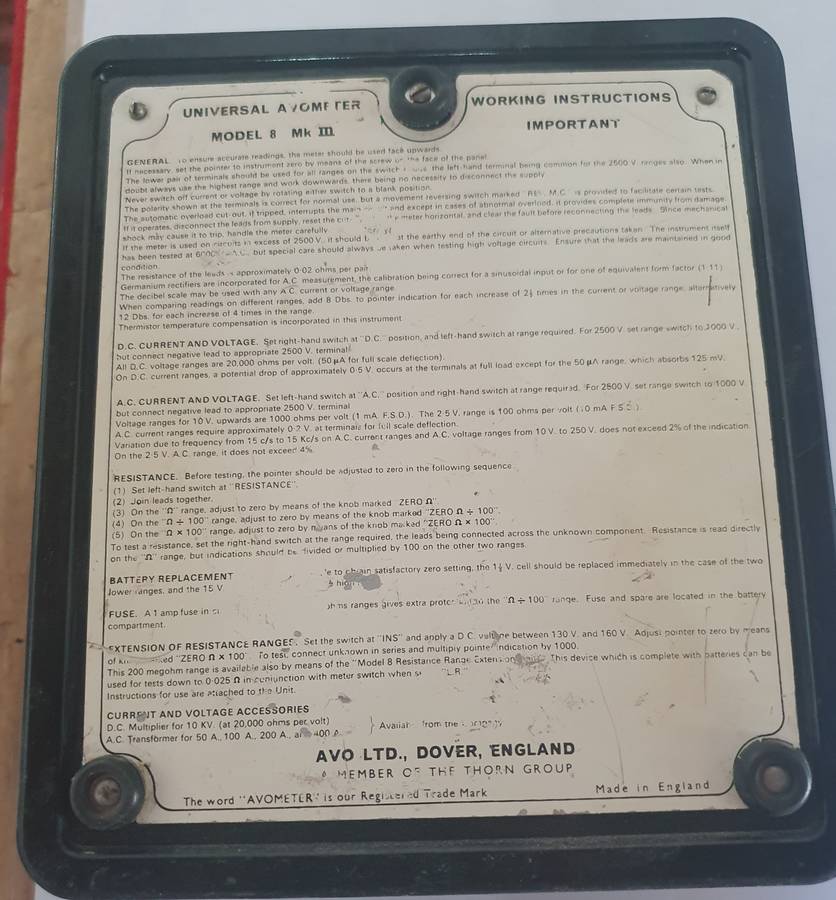 UNIVERSAL AVOMETER
MODEL 8 Mk III
WORKING INSTRUCTIONS
IMPORTANT
GENERAL. To ensure accurate readings, the meter should be used face upwards.
If necessary, set the pointer to instrument zero by means of the screw on the face of the panel.
The lower pair of terminals should be used for all ranges on the switch the left-hand terminal being common for the 2500 V. ranges also. When in
doubt always use the highest range and work downwards, there being no necessity to disconnect the supply.
Never switch off current or voltage by rotating either switch to a blank position.
The polarity shown at the terminals is correct for normal use, but a movement reversing switch marked "REV. M.C." is provided to facilitate certain tests.
The automatic overload cut-out, if tripped, interrupts the main and except in cases of abnormal overload, it provides complete immunity from damage.
If it operates, disconnect the leads from supply, reset the meter horizontal, and clear the fault before reconnecting the leads. Since mechanical
shock may cause it to trip, handle the meter carefully.
If the meter is used on circuits in excess of 2500 V. it should b at the earthy end of the circuit or alternative precautions taken. The instrument itself
has been tested at 6000 V. A.C., but special care should always be taken when testing high voltage circuits. Ensure that the leads are maintained in good
condition.
The resistance of the leads is approximately 0·02 ohms per pair.
Germanium rectifiers are incorporated for A.C. measurement, the calibration being correct for a sinusoidal input or for one of equivalent form factor (1·11).
The decibel scale may be used with any A.C. current or voltage range.
When comparing readings on different ranges, add 8 Dbs. to pointer indication for each increase of 2½ times in the current or voltage range, alternatively
12 Dbs. for each increase of 4 times in the range.
Thermistor temperature compensation is incorporated in this instrument.
D.C. CURRENT AND VOLTAGE. Set right-hand switch at "D.C." position, and left-hand switch at range required. For 2500 V. set range switch to 1000 V.,
but connect negative lead to appropriate 2500 V. terminal.
All D.C. voltage ranges are 20,000 ohms per volt. (50 µA for full scale deflection).
On D.C. current ranges, a potential drop of approximately 0·5 V. occurs at the terminals at full load except for the 50 µA range, which absorbs 125 mV.
A.C. CURRENT AND VOLTAGE. Set left-hand switch at "A.C." position and right-hand switch at range required. For 2500 V. set range switch to 1000 V.
but connect negative lead to appropriate 2500 V. terminal.
Voltage ranges for 10 V. upwards are 1000 ohms per volt (1 mA. F.S.D.). The 2·5 V. range is 100 ohms per volt (10 mA F.S.D.).
A.C. current ranges require approximately 0·2 V. at terminals for full scale deflection.
Variation due to frequency from 15 c/s to 15 Kc/s on A.C. current ranges and A.C. voltage ranges from 10 V. to 250 V. does not exceed 2% of the indication.
On the 2·5 V. A.C. range, it does not exceed 4%.
RESISTANCE. Before testing, the pointer should be adjusted to zero in the following sequence.
(1) Set left-hand switch at "RESISTANCE".
(2) Join leads together.
(3) On the "Ω" range, adjust to zero by means of the knob marked "ZERO Ω".
(4) On the "Ω ÷ 100" range, adjust to zero by means of the knob marked "ZERO Ω ÷ 100".
(5) On the "Ω × 100" range, adjust to zero by means of the knob marked "ZERO Ω × 100".
To test a resistance, set the right-hand switch at the range required, the leads being connected across the unknown component. Resistance is read directly
on the "Ω" range, but indications should be divided or multiplied by 100 on the other two ranges.
BATTERY REPLACEMENT to obtain satisfactory zero setting, the 1½ V. cell should be replaced immediately in the case of the two
lower ranges, and the 15 V
FUSE. A 1 amp fuse in ohms ranges gives extra protection to the "Ω ÷ 100" range. Fuse and spare are located in the battery
compartment.
EXTENSION OF RESISTANCE RANGES. Set the switch at "INS" and apply a D.C. voltage between 130 V. and 160 V. Adjust pointer to zero by means
of knob marked "ZERO Ω × 100". To test, connect unknown in series and multiply pointer indication by 1000.
This 200 megohm range is available also by means of the "Model 8 Resistance Range Extension This device which is complete with batteries can be
used for tests down to 0·025 Ω in conjunction with meter switch when "L.R."
Instructions for use are attached to the Unit.
CURRENT AND VOLTAGE ACCESSORIES
D.C. Multiplier for 10 KV. (at 20,000 ohms per volt)
A.C. Transformer for 50 A., 100 A., 200 A., and 400 A.
} Available from the
AVO LTD., DOVER, ENGLAND
A MEMBER OF THE THORN GROUP
The word "AVOMETER" is our Registered Trade Mark
Made in England